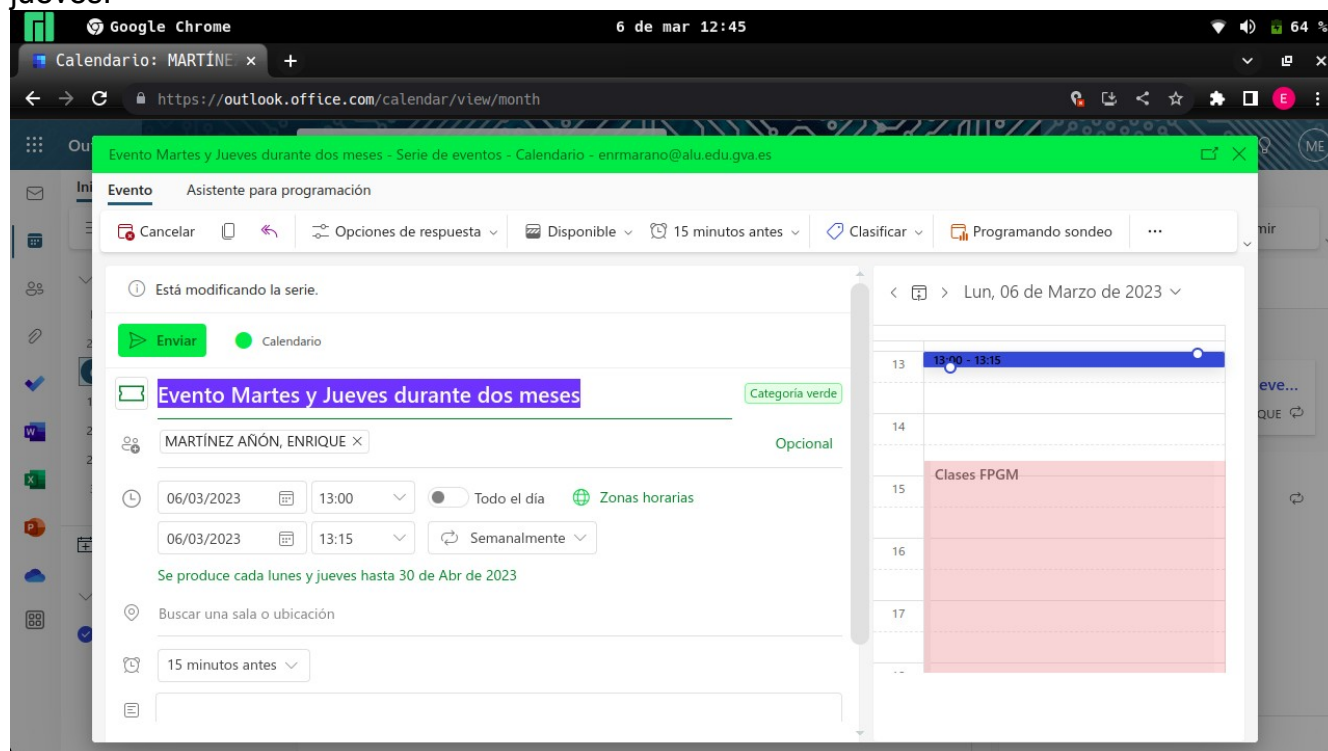 jueves.
Google Chrome
6 de mar 12:45
64 %
Calendario: MARTÍNE
https://outlook.office.com/calendar/view/month
E
Ou
ME
Evento Martes y Jueves durante dos meses - Serie de eventos - Calendario - enrmarano@alu.edu.gva.es
Ini
Evento Asistente para programación
Cancelar Opciones de respuesta Disponible 15 minutos antes Clasificar Programando sondeo ...
mir
Está modificando la serie.
Lun, 06 de Marzo de 2023
Enviar Calendario
13 13:00 - 13:15
Evento Martes y Jueves durante dos meses
Categoría verde
eve...
QUE
14
MARTÍNEZ AÑÓN, ENRIQUE
Opcional
Clases FPGM
15
06/03/2023 13:00 Todo el día Zonas horarias
06/03/2023 13:15 Semanalmente
16
Se produce cada lunes y jueves hasta 30 de Abr de 2023
Buscar una sala o ubicación
17
15 minutos antes